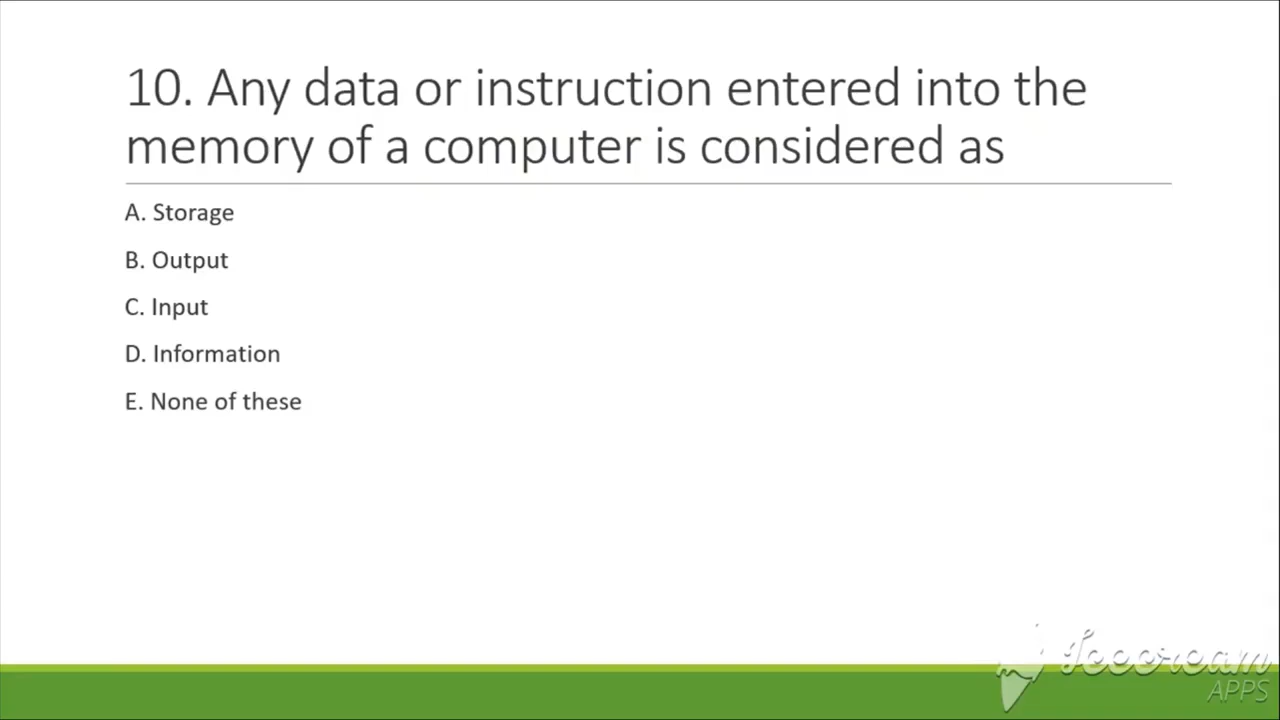 10. Any data or instruction entered into the
memory of a computer is considered as
A. Storage
B. Output
C. Input
D. Information
E. None of these
Icecream
APPS